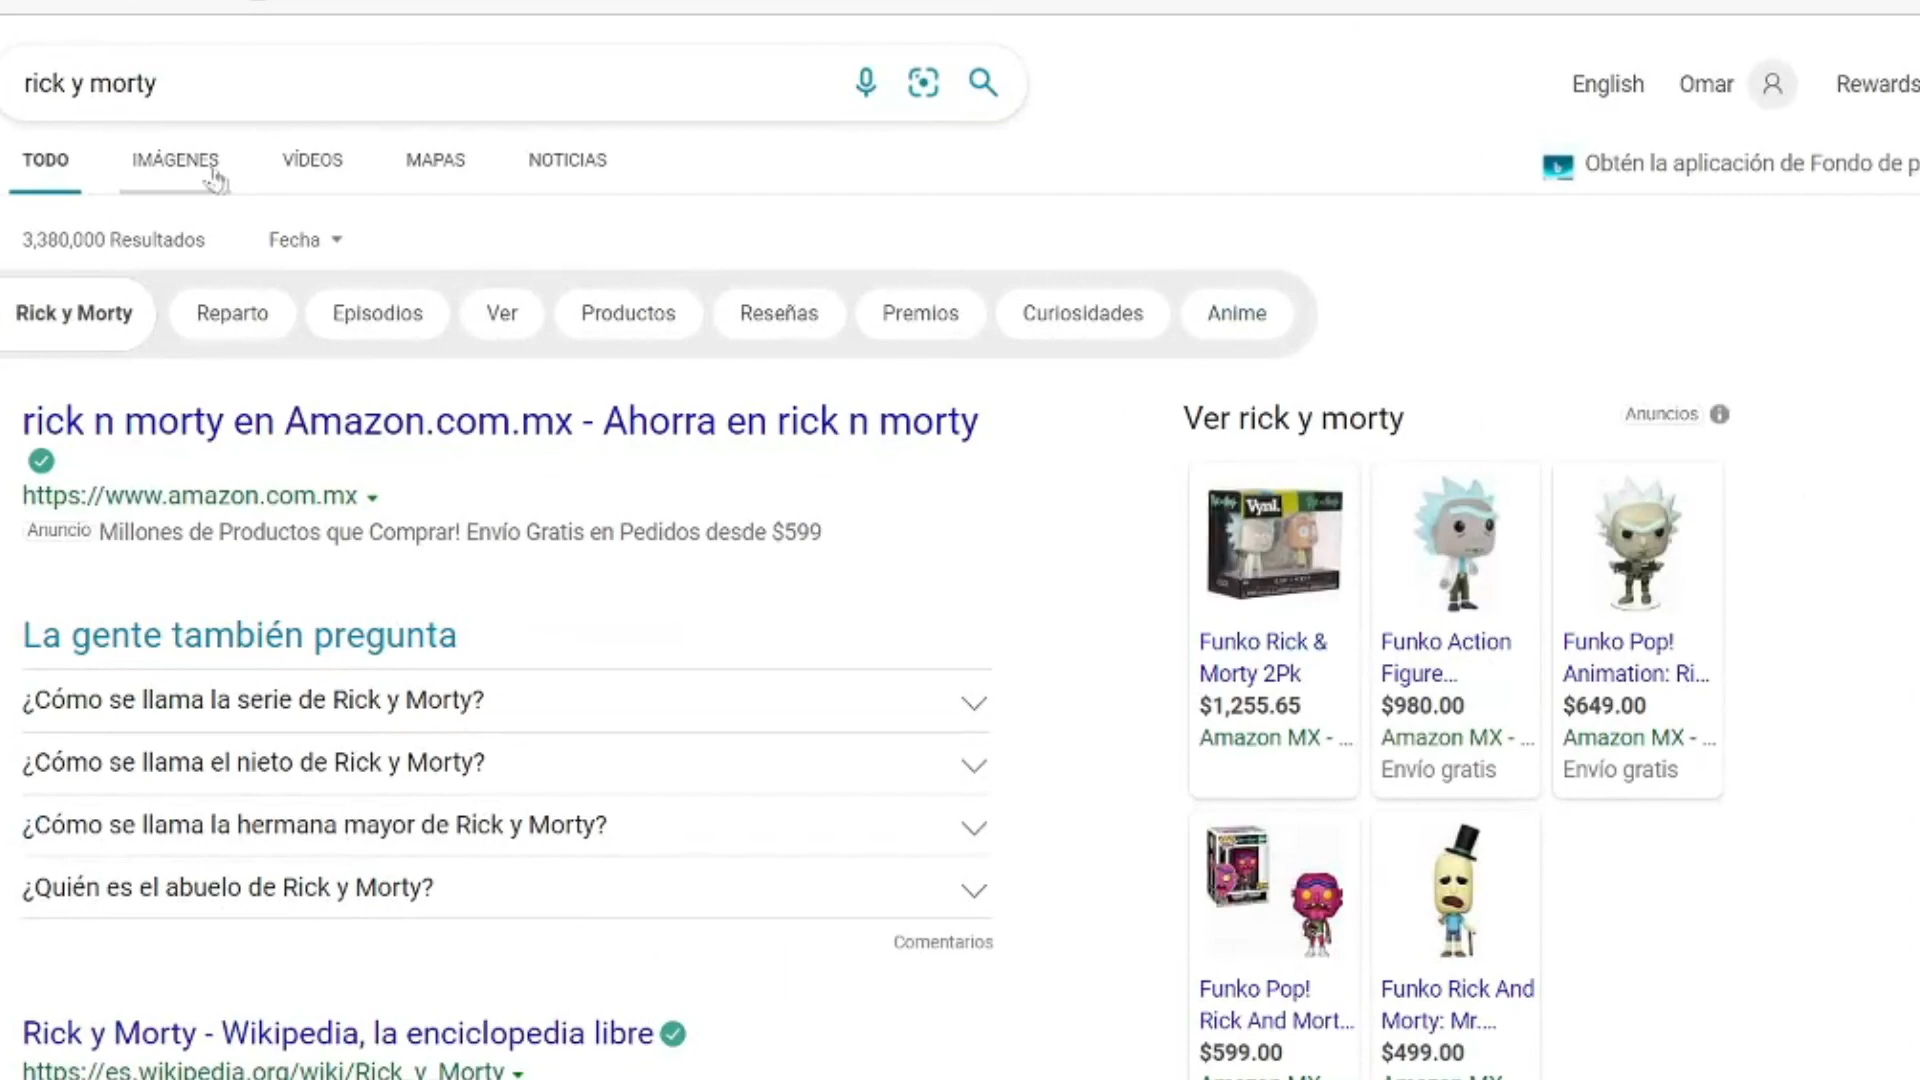 rick y morty
English Omar Rewards
TODO IMÁGENES VÍDEOS MAPAS NOTICIAS
Obtén la aplicación de Fondo de p
3,380,000 Resultados Fecha
Rick y Morty Reparto Episodios Ver Productos Reseñas Premios Curiosidades Anime
rick n morty en Amazon.com.mx - Ahorra en rick n morty
https://www.amazon.com.mx
Anuncio Millones de Productos que Comprar! Envío Gratis en Pedidos desde $599
La gente también pregunta
¿Cómo se llama la serie de Rick y Morty?
¿Cómo se llama el nieto de Rick y Morty?
¿Cómo se llama la hermana mayor de Rick y Morty?
¿Quién es el abuelo de Rick y Morty?
Comentarios
Rick y Morty - Wikipedia, la enciclopedia libre
https://es.wikipedia.org/wiki/Rick_y_Morty
Ver rick y morty Anuncios
Vynl.
Funko Rick &
Morty 2Pk
$1,255.65
Amazon MX - ...
Funko Action
Figure...
$980.00
Amazon MX - ...
Envío gratis
Funko Pop!
Animation: Ri...
$649.00
Amazon MX - ...
Envío gratis
Funko Pop!
Rick And Mort...
$599.00
Amazon MX
Funko Rick And
Morty: Mr....
$499.00
Amazon MX